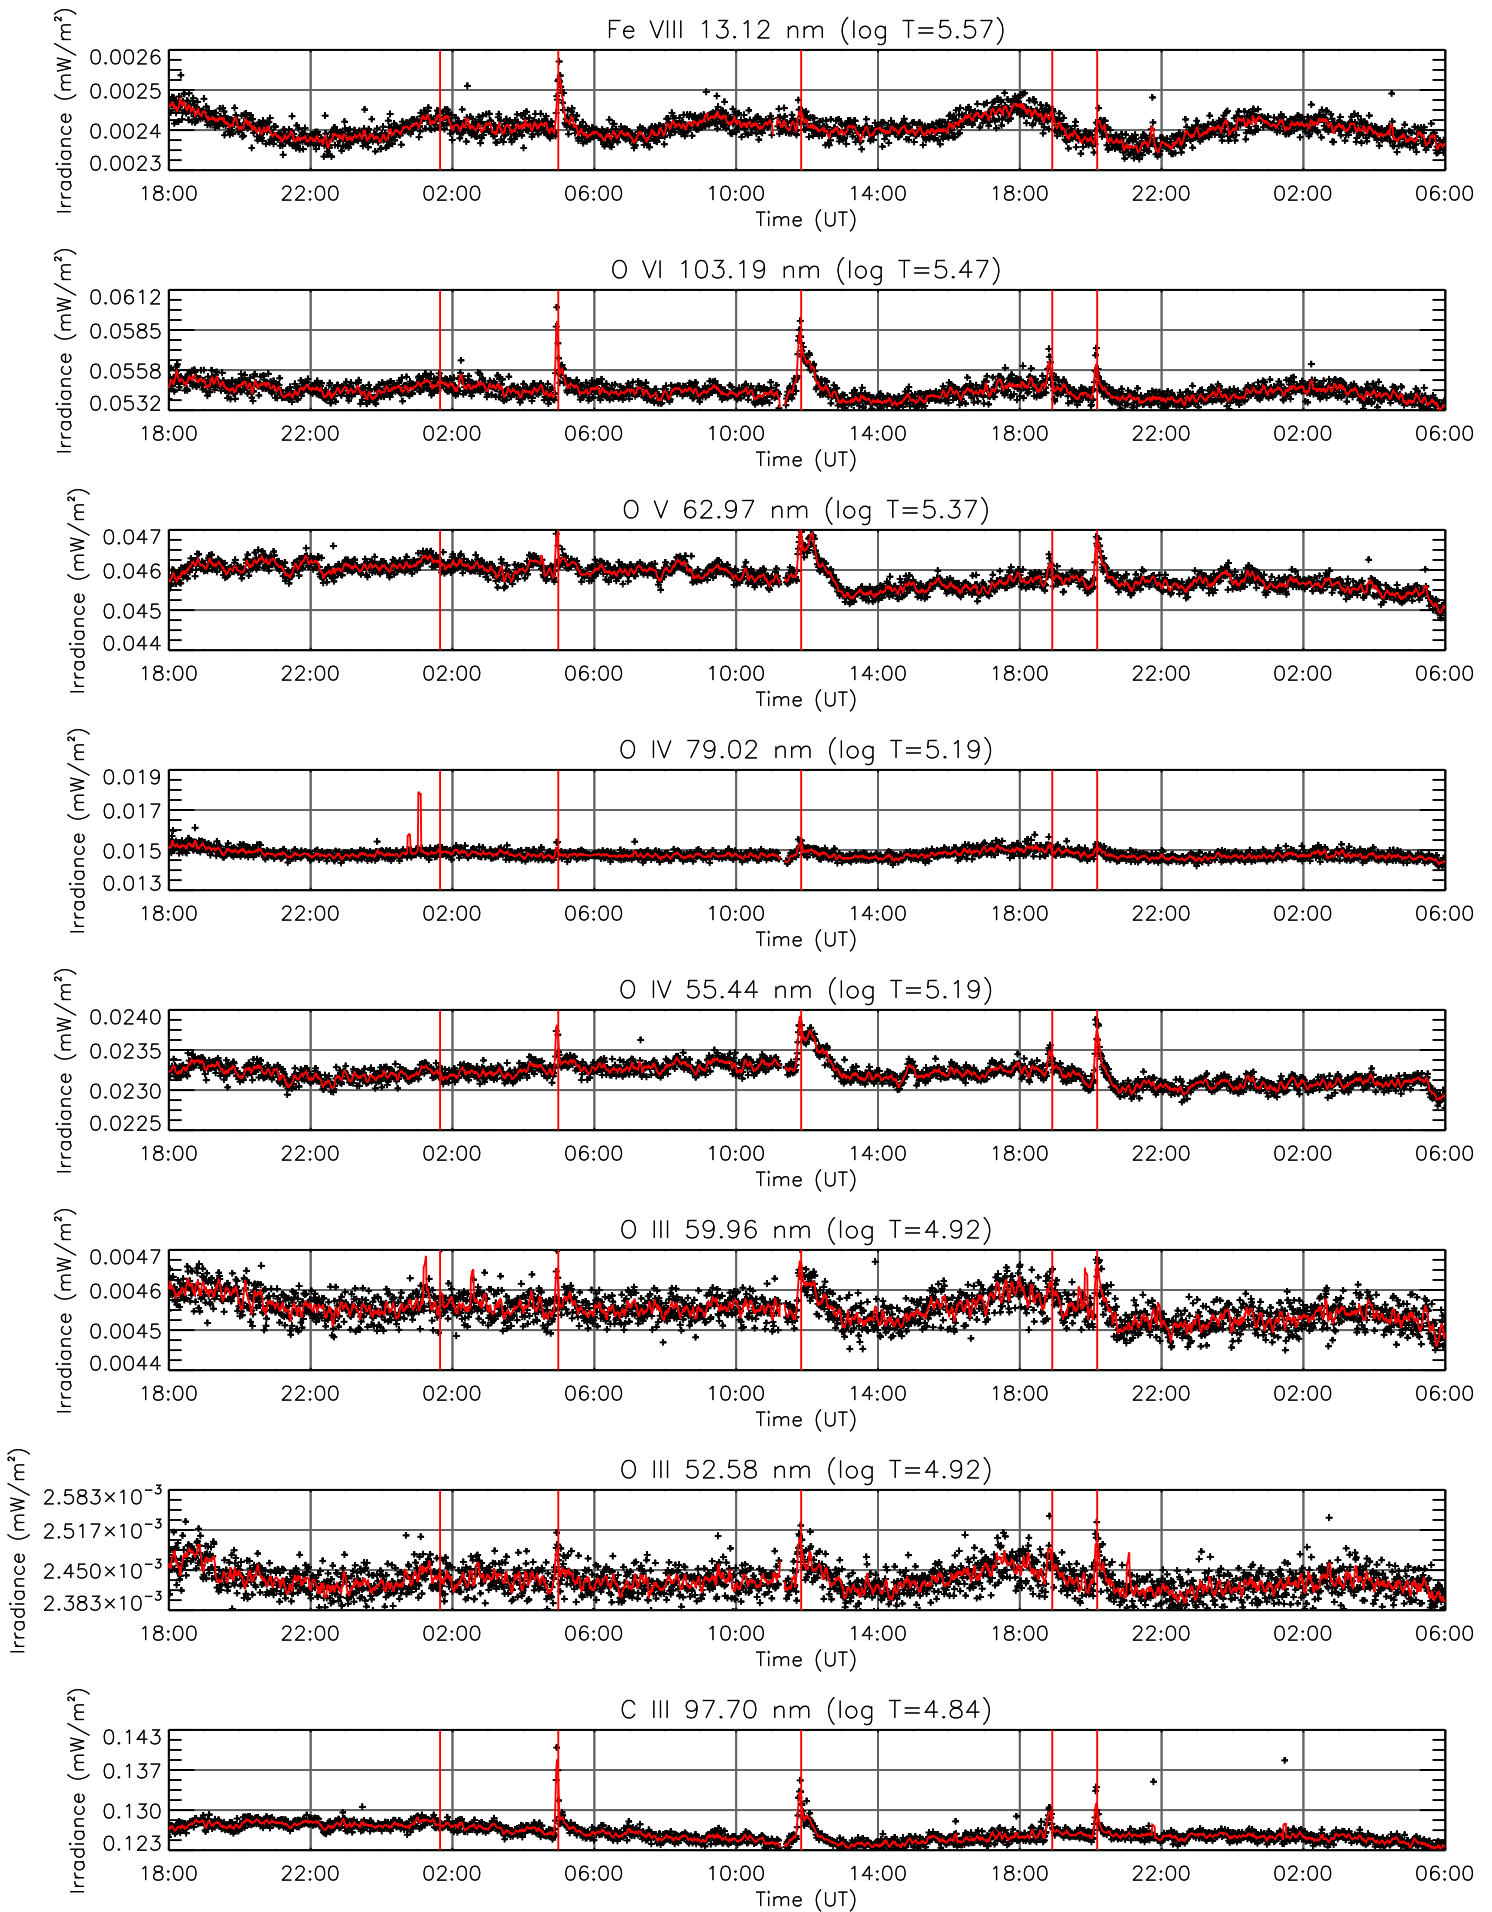 Fe VIII 13.12 nm (log T=5.57)
Irradiance (mW/m²)
0.0026
0.0025
0.0024
0.0023
18:00 22:00 02:00 06:00 10:00 14:00 18:00 22:00 02:00 06:00
Time (UT)
O VI 103.19 nm (log T=5.47)
Irradiance (mW/m²)
0.0612
0.0585
0.0558
0.0532
18:00 22:00 02:00 06:00 10:00 14:00 18:00 22:00 02:00 06:00
Time (UT)
O V 62.97 nm (log T=5.37)
Irradiance (mW/m²)
0.047
0.046
0.045
0.044
18:00 22:00 02:00 06:00 10:00 14:00 18:00 22:00 02:00 06:00
Time (UT)
O IV 79.02 nm (log T=5.19)
Irradiance (mW/m²)
0.019
0.017
0.015
0.013
18:00 22:00 02:00 06:00 10:00 14:00 18:00 22:00 02:00 06:00
Time (UT)
O IV 55.44 nm (log T=5.19)
Irradiance (mW/m²)
0.0240
0.0235
0.0230
0.0225
18:00 22:00 02:00 06:00 10:00 14:00 18:00 22:00 02:00 06:00
Time (UT)
O III 59.96 nm (log T=4.92)
Irradiance (mW/m²)
0.0047
0.0046
0.0045
0.0044
18:00 22:00 02:00 06:00 10:00 14:00 18:00 22:00 02:00 06:00
Time (UT)
O III 52.58 nm (log T=4.92)
Irradiance (mW/m²)
2.583×10⁻³
2.517×10⁻³
2.450×10⁻³
2.383×10⁻³
18:00 22:00 02:00 06:00 10:00 14:00 18:00 22:00 02:00 06:00
Time (UT)
C III 97.70 nm (log T=4.84)
Irradiance (mW/m²)
0.143
0.137
0.130
0.123
18:00 22:00 02:00 06:00 10:00 14:00 18:00 22:00 02:00 06:00
Time (UT)